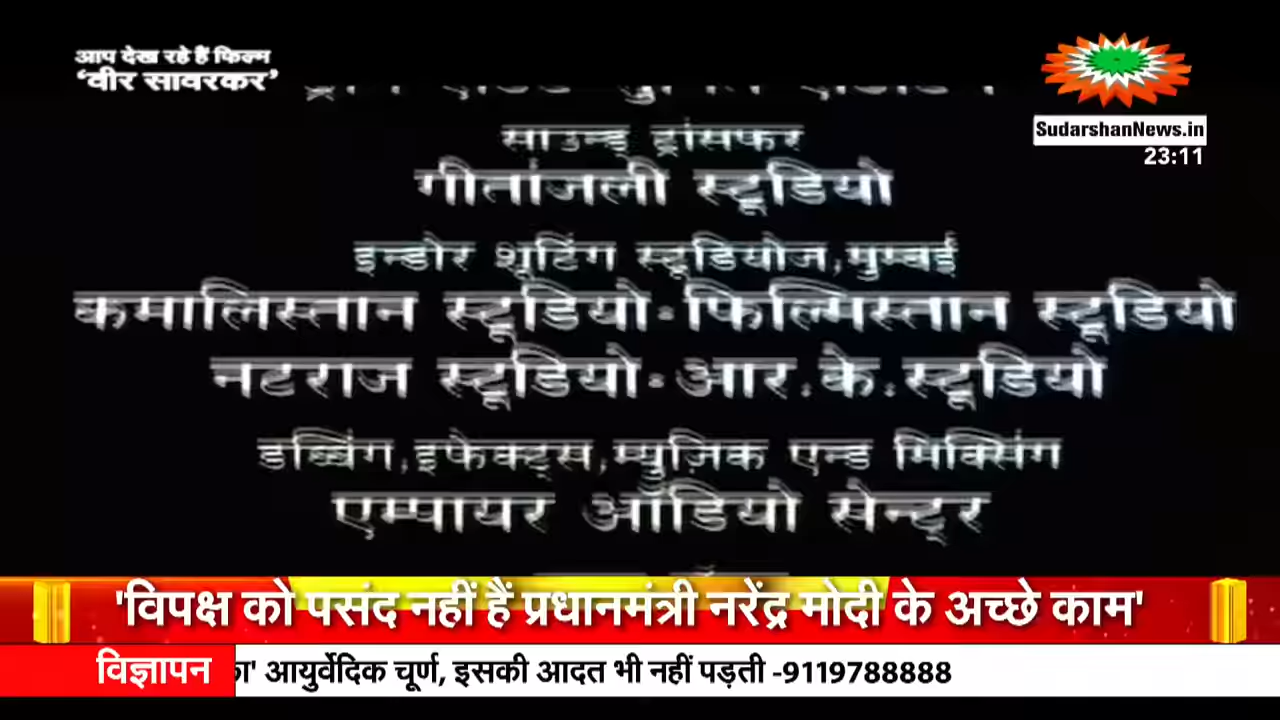 आप देख रहे हैं फिल्म
'वीर सावरकर'
SudarshanNews.in
23:11
साउन्ड ट्रांसफर
गीतांजली स्टूडियो
इन्डोर शूटिंग स्टूडियोज,मुम्बई
कमालिस्तान स्टूडियो-फिल्मिस्तान स्टूडियो
नटराज स्टूडियो-आर.के.स्टूडियो
डब्बिंग,इफेक्ट्स,म्युज़िक एन्ड मिक्सिंग
एम्पायर ऑडियो सेन्ट्र
'विपक्ष को पसंद नहीं हैं प्रधानमंत्री नरेंद्र मोदी के अच्छे काम'
विज्ञापन
आयुर्वेदिक चूर्ण, इसकी आदत भी नहीं पड़ती -9119788888